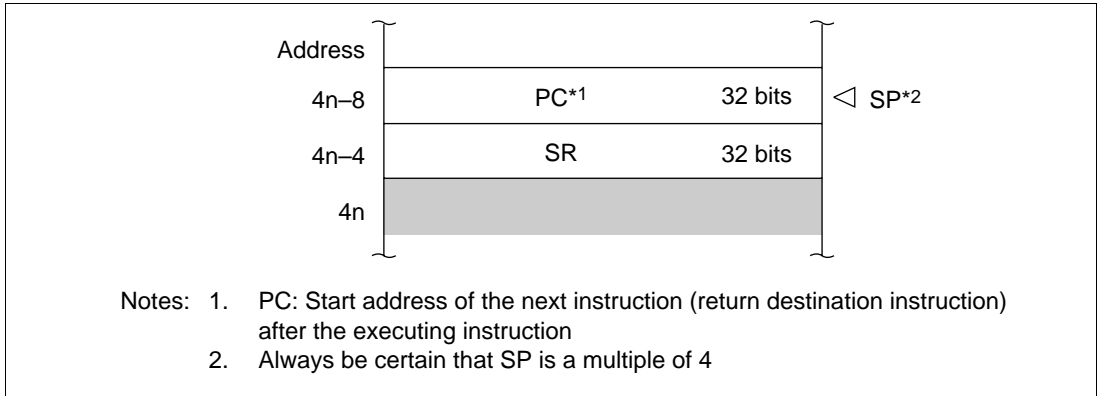 Address
4n–8 PC*1 32 bits SP*2
4n–4 SR 32 bits
4n
Notes: 1. PC: Start address of the next instruction (return destination instruction)
after the executing instruction
2. Always be certain that SP is a multiple of 4